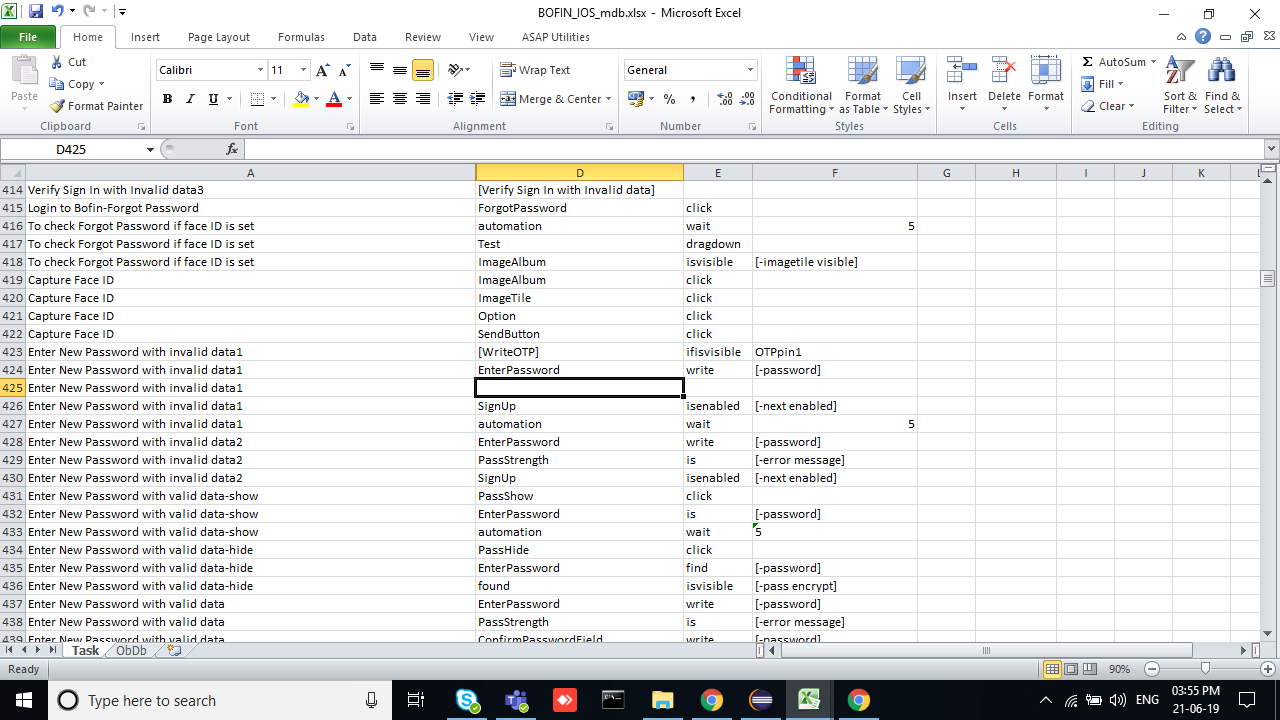 BOFIN_IOS_mdb.xlsx - Microsoft Excel
File Home Insert Page Layout Formulas Data Review View ASAP Utilities
Paste Cut Copy Format Painter Clipboard
Calibri 11 B I U A Font
Wrap Text Merge & Center Alignment
General % , Number
Conditional Formatting Format as Table Cell Styles Styles
Insert Delete Format Cells
AutoSum Fill Clear Sort & Filter Find & Select Editing
D425 fx
A D E F G H I J K L
414 Verify Sign In with Invalid data3 [Verify Sign In with Invalid data]
415 Login to Bofin-Forgot Password ForgotPassword click
416 To check Forgot Password if face ID is set automation wait 5
417 To check Forgot Password if face ID is set Test dragdown
418 To check Forgot Password if face ID is set ImageAlbum isvisible [-imagetile visible]
419 Capture Face ID ImageAlbum click
420 Capture Face ID ImageTile click
421 Capture Face ID Option click
422 Capture Face ID SendButton click
423 Enter New Password with invalid data1 [WriteOTP] ifisvisible OTPpin1
424 Enter New Password with invalid data1 EnterPassword write [-password]
425 Enter New Password with invalid data1
426 Enter New Password with invalid data1 SignUp isenabled [-next enabled]
427 Enter New Password with invalid data1 automation wait 5
428 Enter New Password with invalid data2 EnterPassword write [-password]
429 Enter New Password with invalid data2 PassStrength is [-error message]
430 Enter New Password with invalid data2 SignUp isenabled [-next enabled]
431 Enter New Password with valid data-show PassShow click
432 Enter New Password with valid data-show EnterPassword is [-password]
433 Enter New Password with valid data-show automation wait 5
434 Enter New Password with valid data-hide PassHide click
435 Enter New Password with valid data-hide EnterPassword find [-password]
436 Enter New Password with valid data-hide found isvisible [-pass encrypt]
437 Enter New Password with valid data EnterPassword write [-password]
438 Enter New Password with valid data PassStrength is [-error message]
439 Enter New Password with valid data ConfirmPasswordField write [-password]
Task ObDb
Ready 90%
Type here to search ENG 03:55 PM
21-06-19